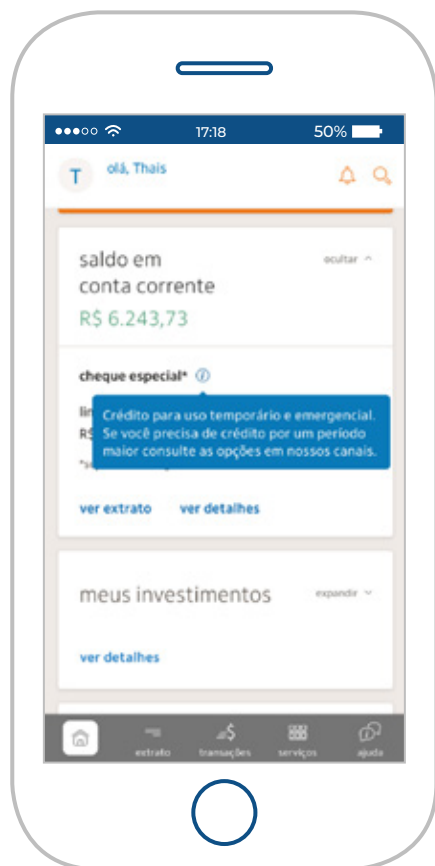 17:18
50%
T
olá, Thais
saldo em
ocultar
conta corrente
R$ 6.243,73
cheque especial*
Crédito para uso temporário e emergencial.
Se você precisa de crédito por um período
maior consulte as opções em nossos canais.
ver extrato
ver detalhes
meus investimentos
expandir
ver detalhes
extrato
transações
serviços
ajuda